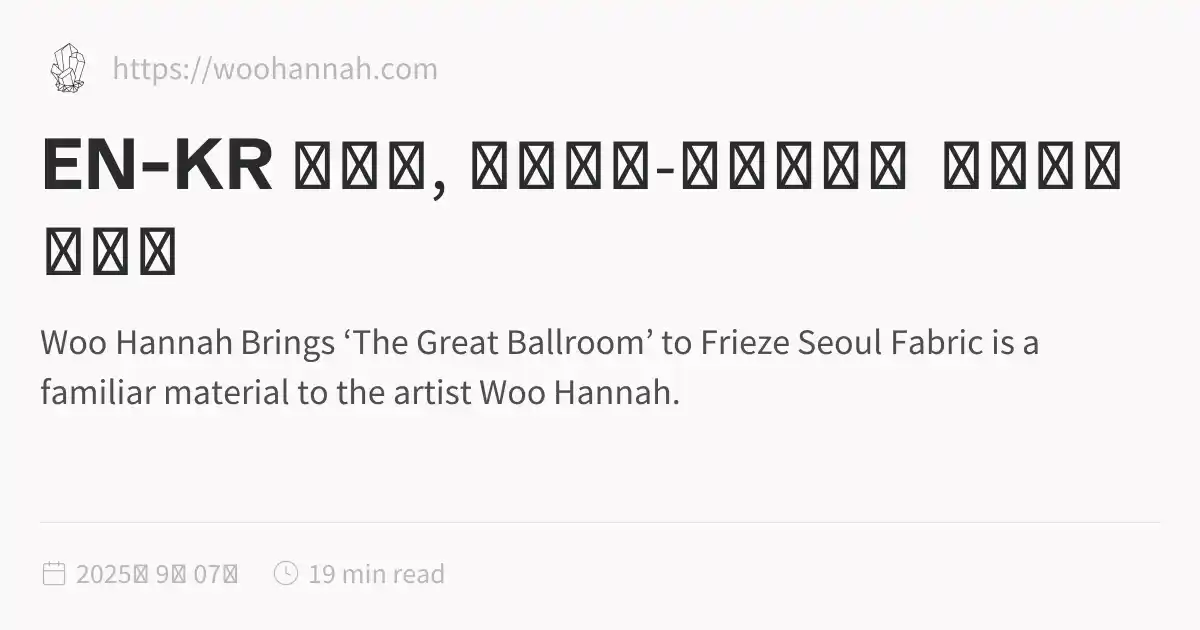 https://woohannah.com
EN-KR
Woo Hannah Brings ‘The Great Ballroom’ to Frieze Seoul Fabric is a
familiar material to the artist Woo Hannah.
2025 9 07
19 min read